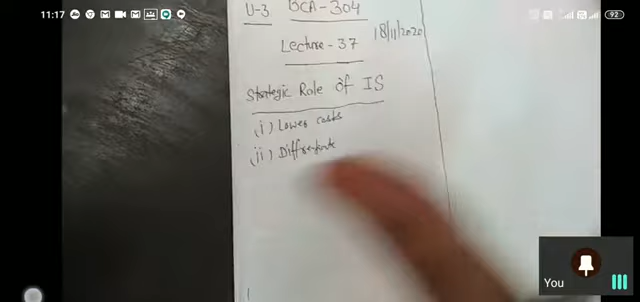 11:17
92
U-3 BCA-304
Lecture - 37 18/11/2020
Strategic Role of IS
(i) Lower costs
(ii) Differentiate
You